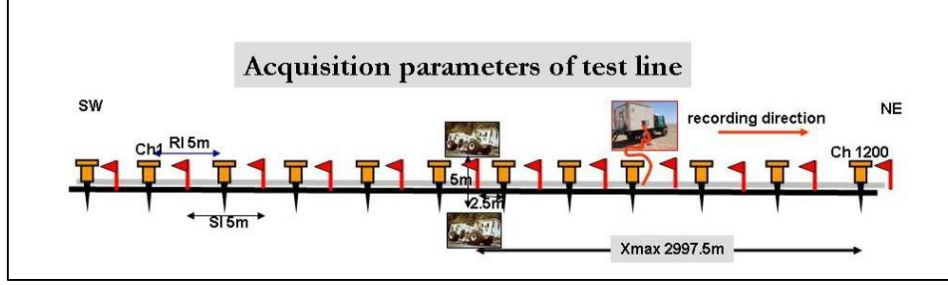 Acquisition parameters of test line
SW
NE
recording direction
Ch1
RI 5m
Ch 1200
5m
2.5m
SI 5m
Xmax 2997.5m